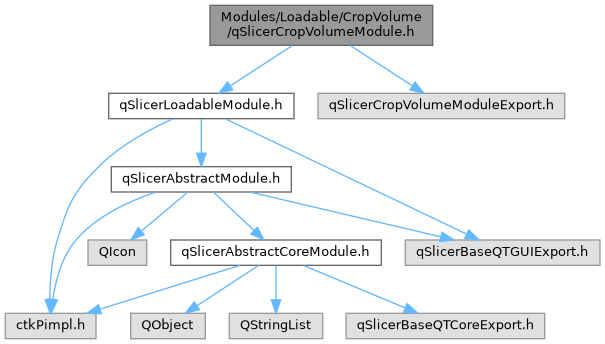 Modules/Loadable/CropVolume
/qSlicerCropVolumeModule.h
qSlicerLoadableModule.h
qSlicerCropVolumeModuleExport.h
qSlicerAbstractModule.h
QIcon
qSlicerAbstractCoreModule.h
qSlicerBaseQTGUIExport.h
ctkPimpl.h
QObject
QStringList
qSlicerBaseQTCoreExport.h